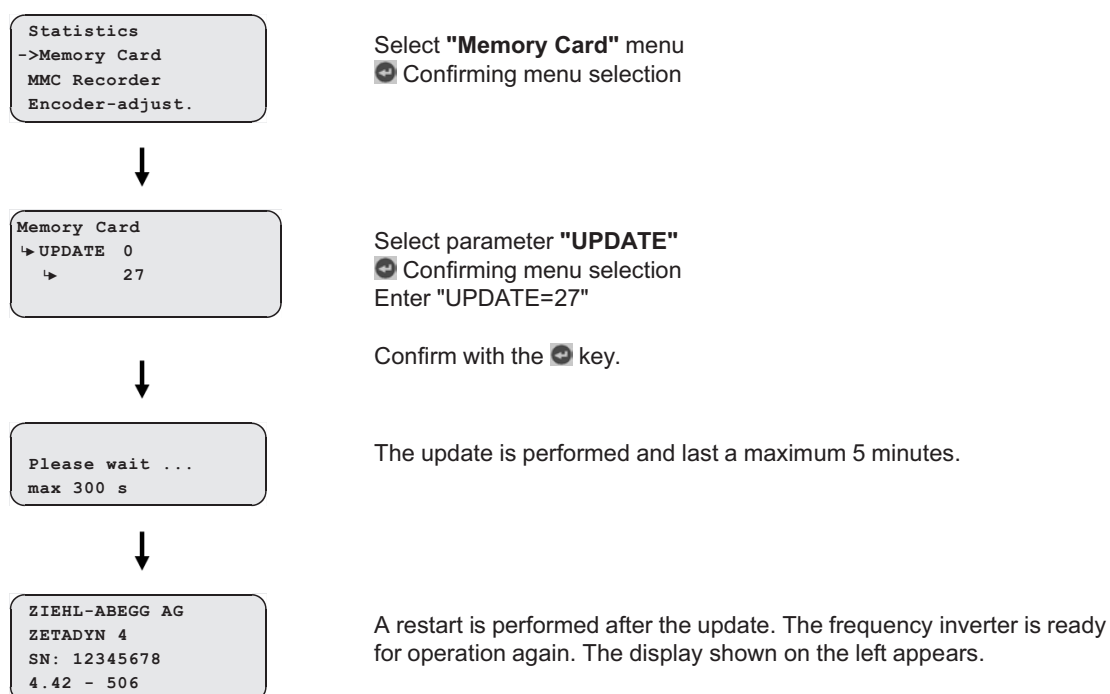 Statistics
->Memory Card
MMC Recorder
Encoder-adjust.
Select "Memory Card" menu
Confirming menu selection
Memory Card
UPDATE 0
27
Select parameter "UPDATE"
Confirming menu selection
Enter "UPDATE=27"
Confirm with the key.
Please wait ...
max 300 s
The update is performed and last a maximum 5 minutes.
ZIEHL-ABEGG AG
ZETADYN 4
SN: 12345678
4.42 - 506
A restart is performed after the update. The frequency inverter is ready
for operation again. The display shown on the left appears.